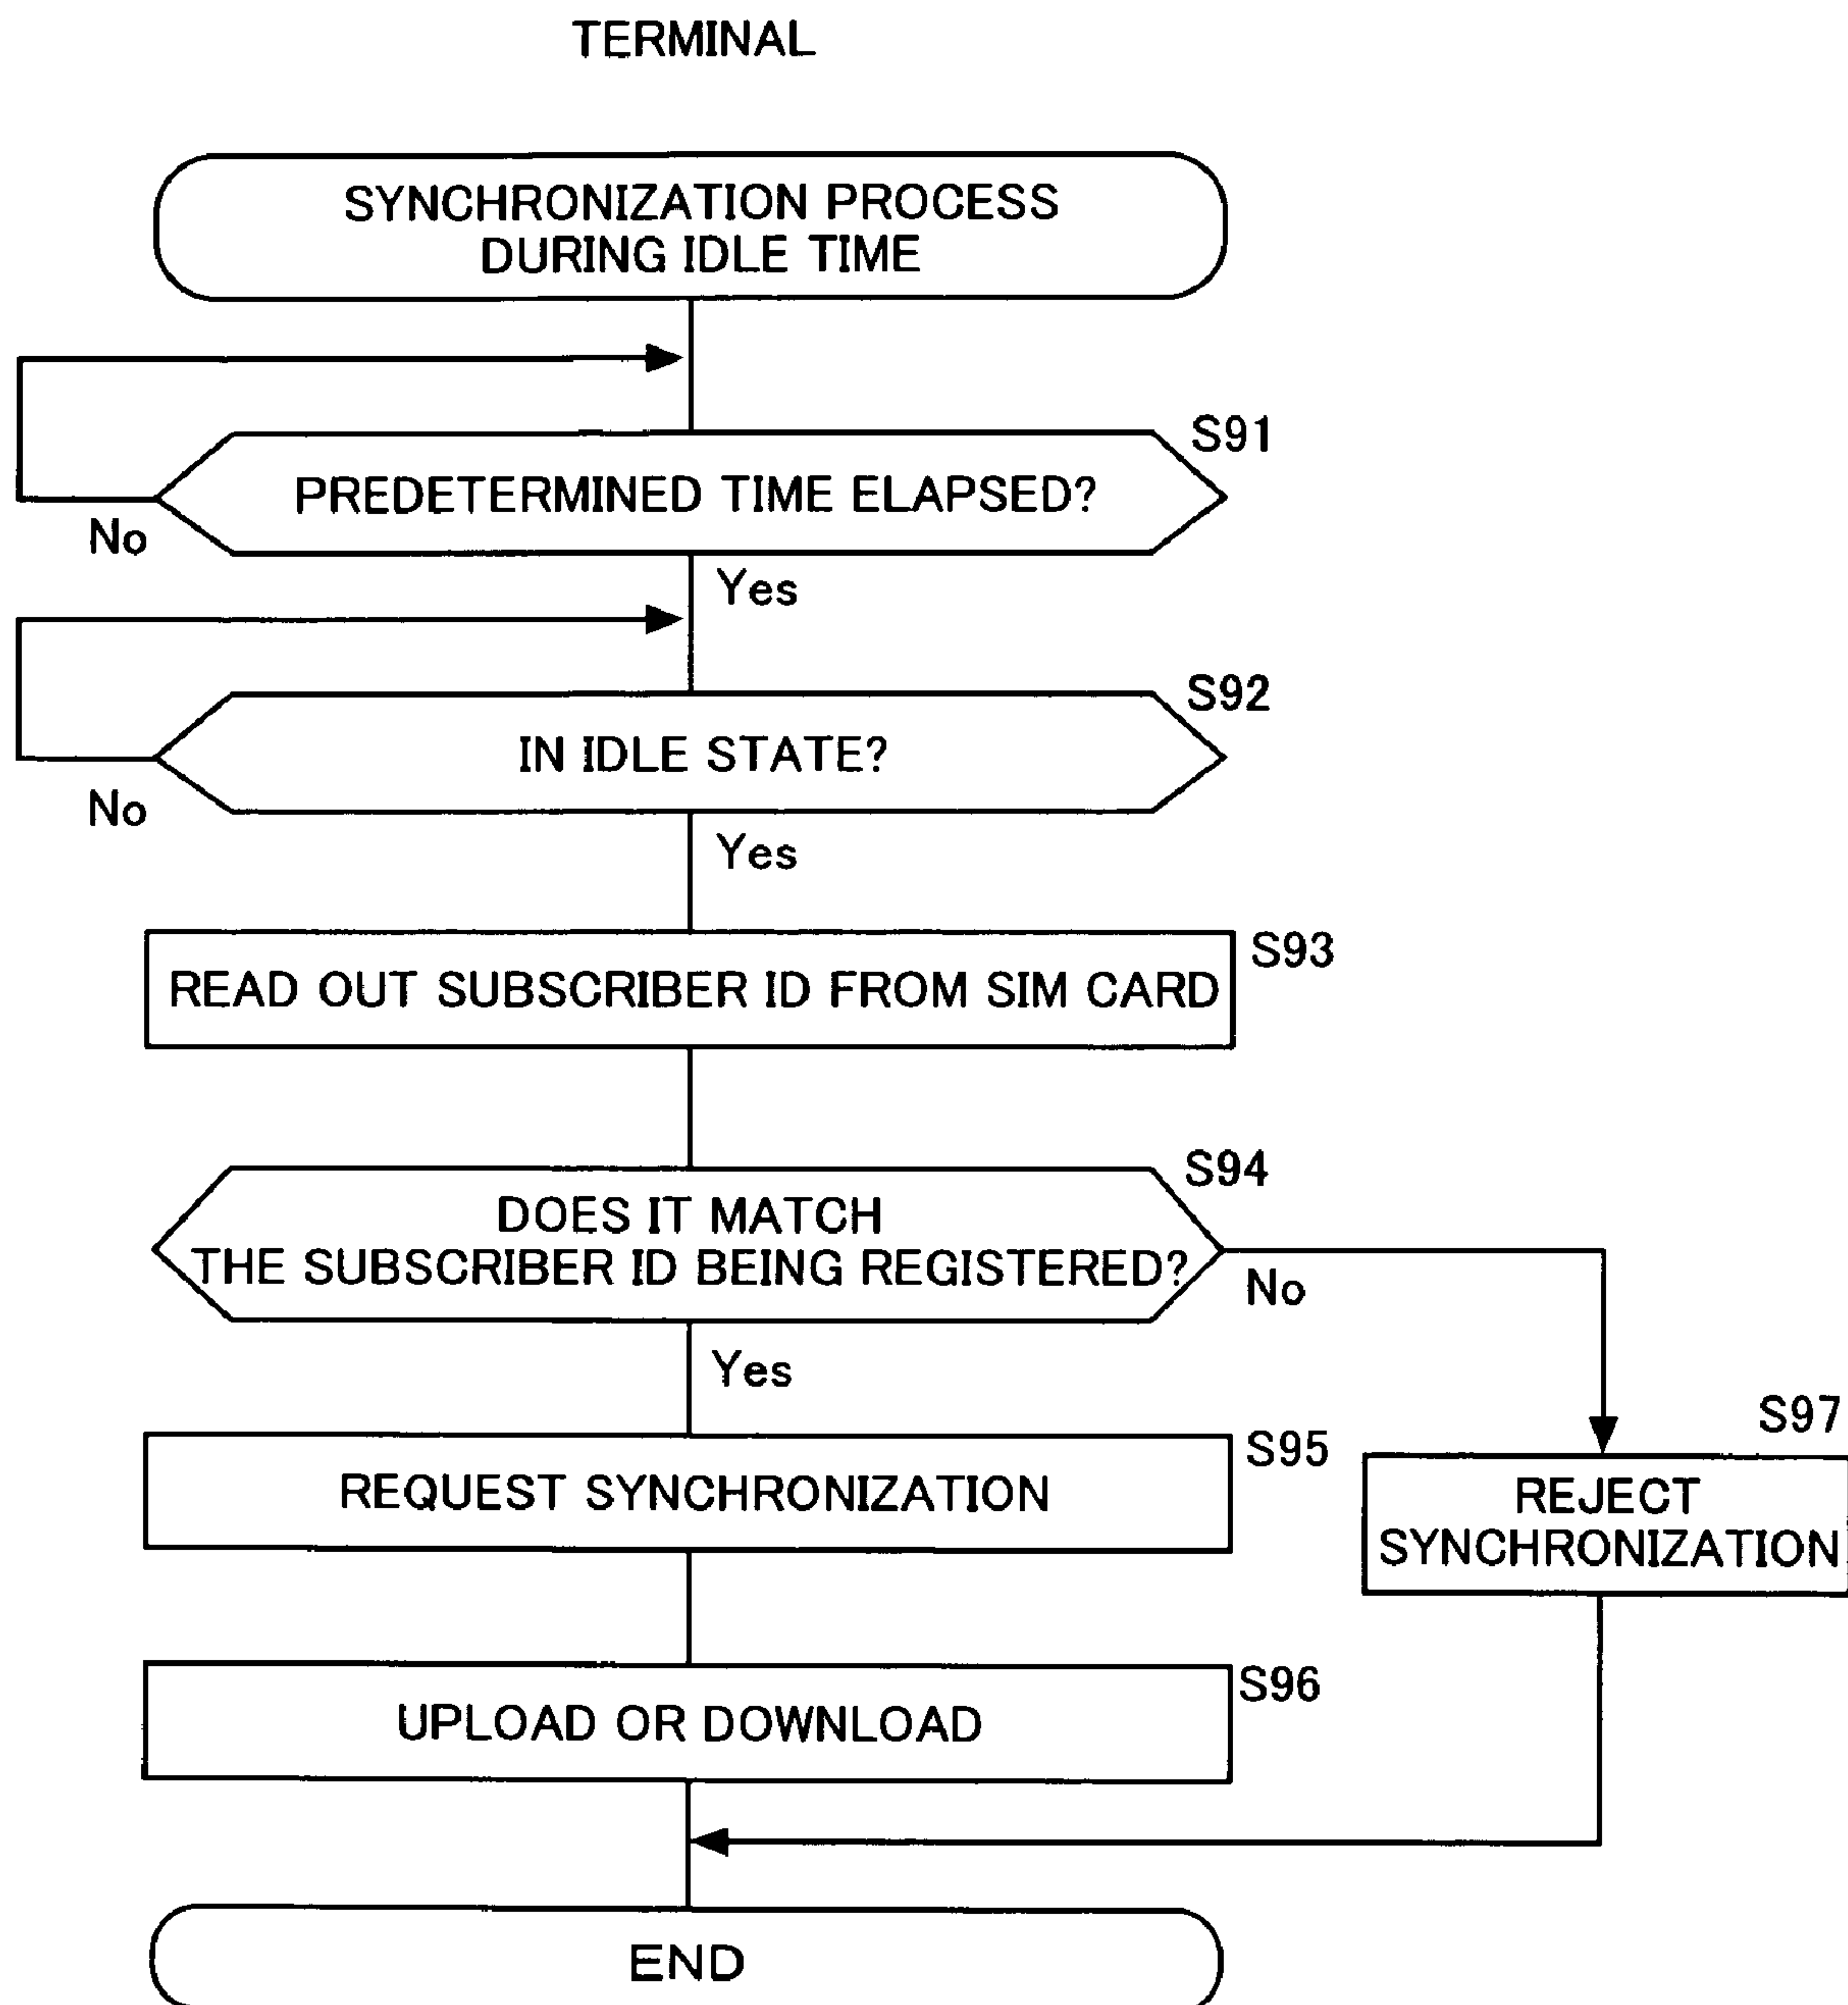 TERMINAL
SYNCHRONIZATION PROCESS
DURING IDLE TIME
S91
PREDETERMINED TIME ELAPSED?
No
Yes
S92
IN IDLE STATE?
No
Yes
S93
READ OUT SUBSCRIBER ID FROM SIM CARD
S94
DOES IT MATCH
THE SUBSCRIBER ID BEING REGISTERED?
No
Yes
S95
REQUEST SYNCHRONIZATION
S97
REJECT
SYNCHRONIZATION
S96
UPLOAD OR DOWNLOAD
END